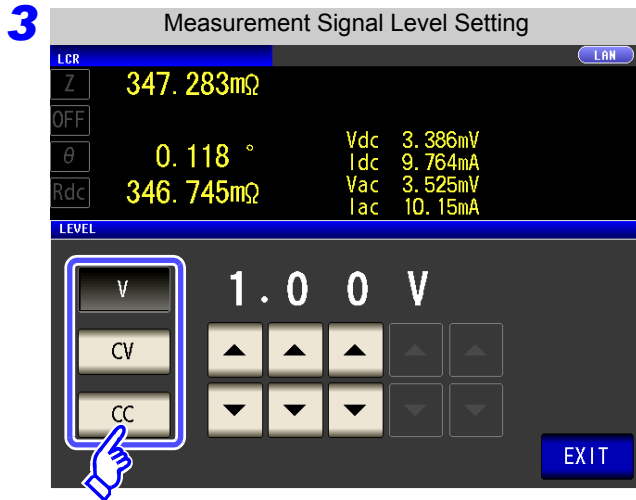 3 Measurement Signal Level Setting
LCR LAN
Z 347.283mΩ
OFF
θ 0.118 ° Vdc 3.386mV
Idc 9.764mA
Rdc 346.745mΩ Vac 3.525mV
Iac 10.15mA
LEVEL
V 1.00 V
CV
CC
EXIT